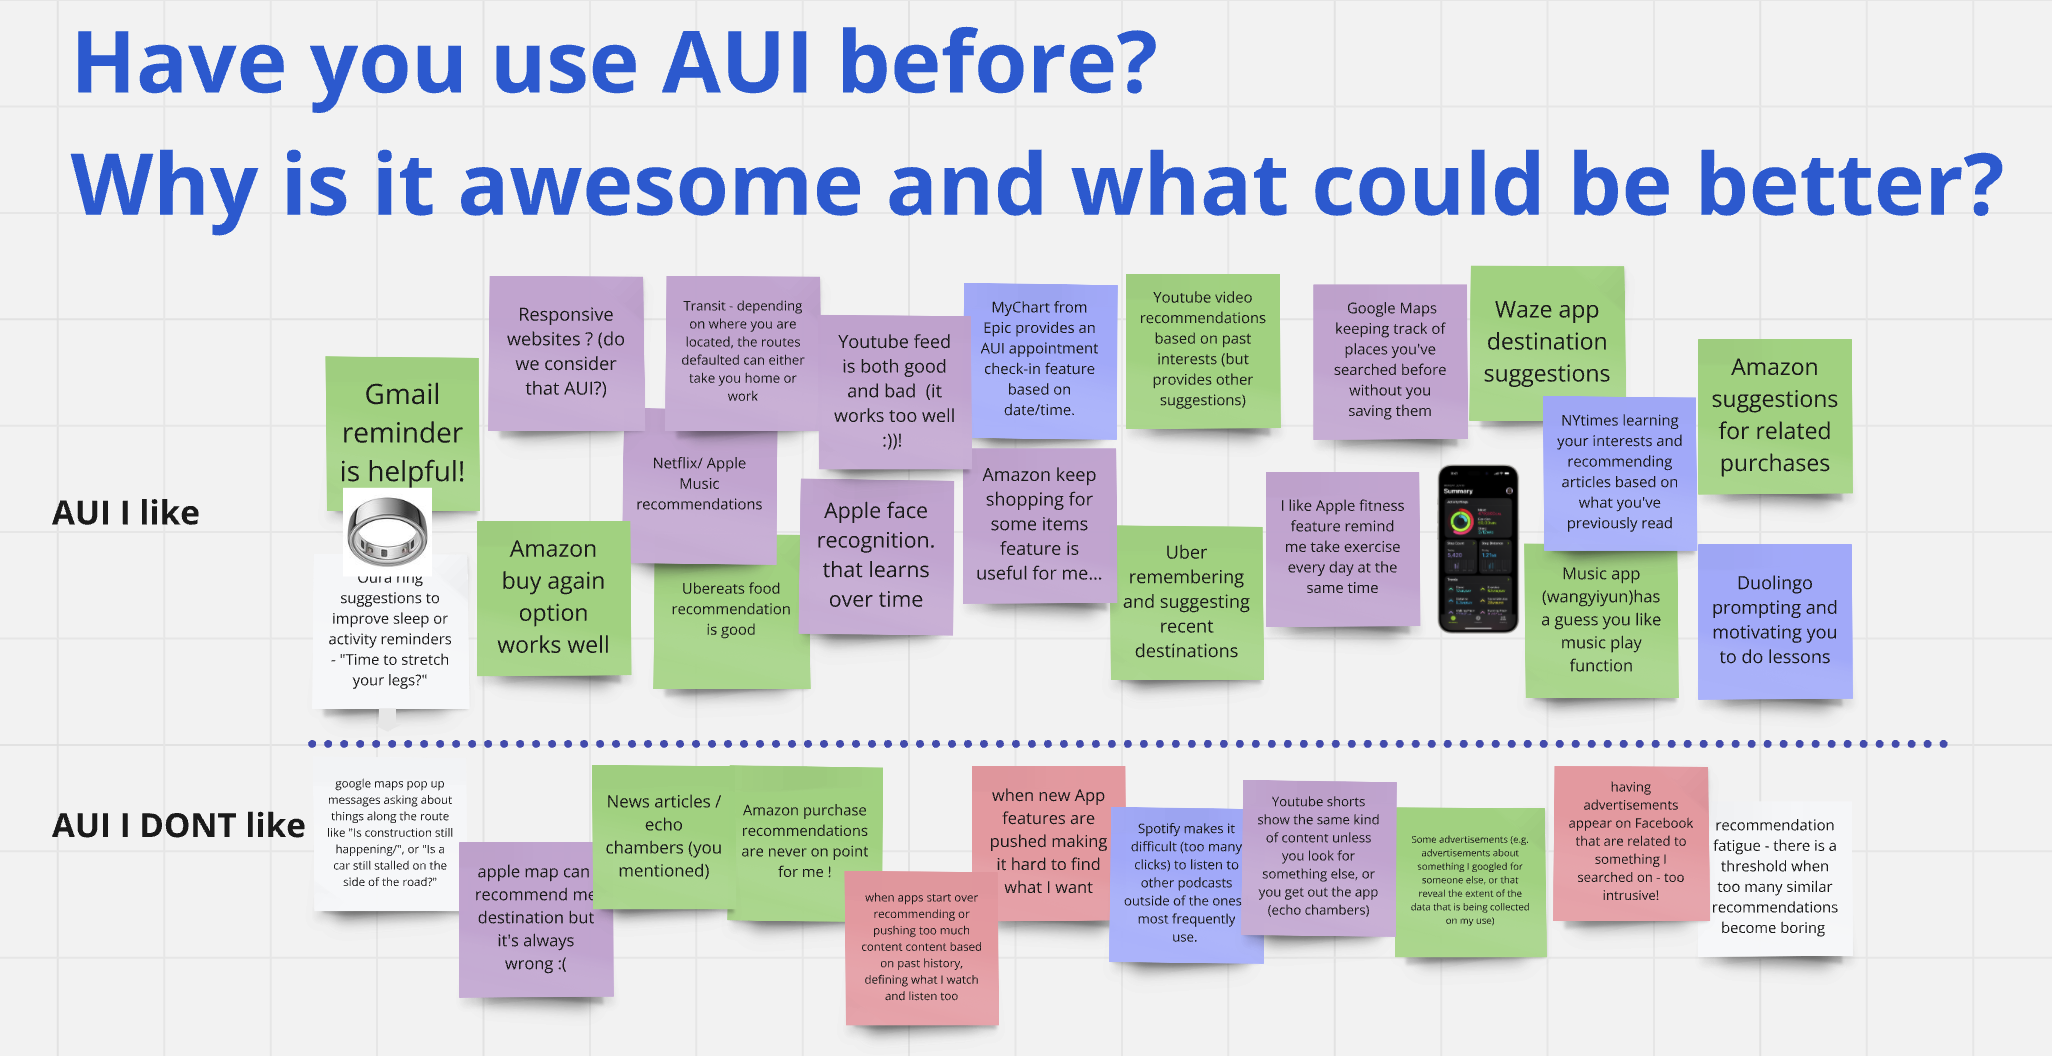 Have you use AUI before?
Why is it awesome and what could be better?
AUI I like
Gmail
reminder
is helpful!
Oura ring
suggestions to
improve sleep or
activity reminders
- "Time to stretch
your legs?"
Responsive
websites ? (do
we consider
that AUI?)
Amazon
buy again
option
works well
Netflix/ Apple
Music
recommendations
Ubereats food
recommendation
is good
Transit - depending
on where you are
located, the routes
defaulted can either
take you home or
work
Youtube feed
is both good
and bad (it
works too well
:))!
Apple face
recognition.
that learns
over time
MyChart from
Epic provides an
AUI appointment
check-in feature
based on
date/time.
Amazon keep
shopping for
some items
feature is
useful for me...
Youtube video
recommendations
based on past
interests (but
provides other
suggestions)
Uber
remembering
and suggesting
recent
destinations
Google Maps
keeping track of
places you've
searched before
without you
saving them
I like Apple fitness
feature remind
me take exercise
every day at the
same time
Summary
Waze app
destination
suggestions
NYtimes learning
your interests and
recommending
articles based on
what you've
previously read
Music app
(wangyiyun)has
a guess you like
music play
function
Amazon
suggestions
for related
purchases
Duolingo
prompting and
motivating you
to do lessons
AUI I DONT like
google maps pop up
messages asking about
things along the route
like "Is construction still
happening/", or "Is a
car still stalled on the
side of the road?"
apple map can
recommend me
destination but
it's always
wrong :(
News articles /
echo
chambers (you
mentioned)
Amazon purchase
recommendations
are never on point
for me !
when apps start over
recommending or
pushing too much
content content based
on past history,
defining what I watch
and listen too
when new App
features are
pushed making
it hard to find
what I want
Spotify makes it
difficult (too many
clicks) to listen to
other podcasts
outside of the ones
most frequently
use.
Youtube shorts
show the same kind
of content unless
you look for
something else, or
you get out the app
(echo chambers)
Some advertisements (e.g.
advertisements about
something I googled for
someone else, or that
reveal the extent of the
data that is being collected
on my use)
having
advertisements
appear on Facebook
that are related to
something I
searched on - too
intrusive!
recommendation
fatigue - there is a
threshold when
too many similar
recommendations
become boring